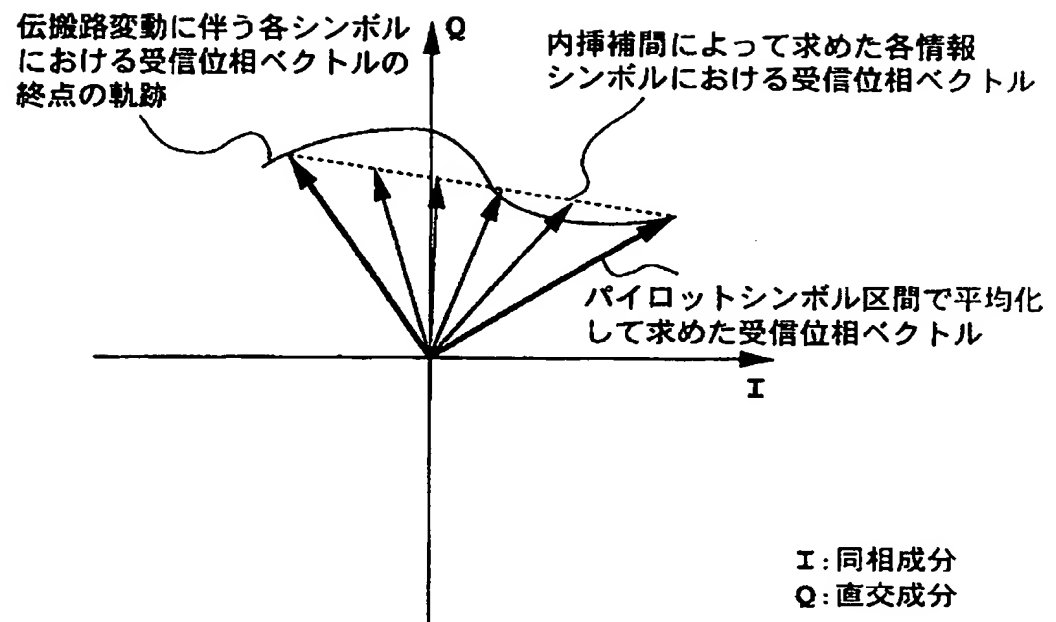 伝搬路変動に伴う各シンボル
における受信位相ベクトルの
終点の軌跡
Q
内挿補間によって求めた各情報
シンボルにおける受信位相ベクトル
パイロットシンボル区間で平均化
して求めた受信位相ベクトル
I
I:同相成分
Q:直交成分